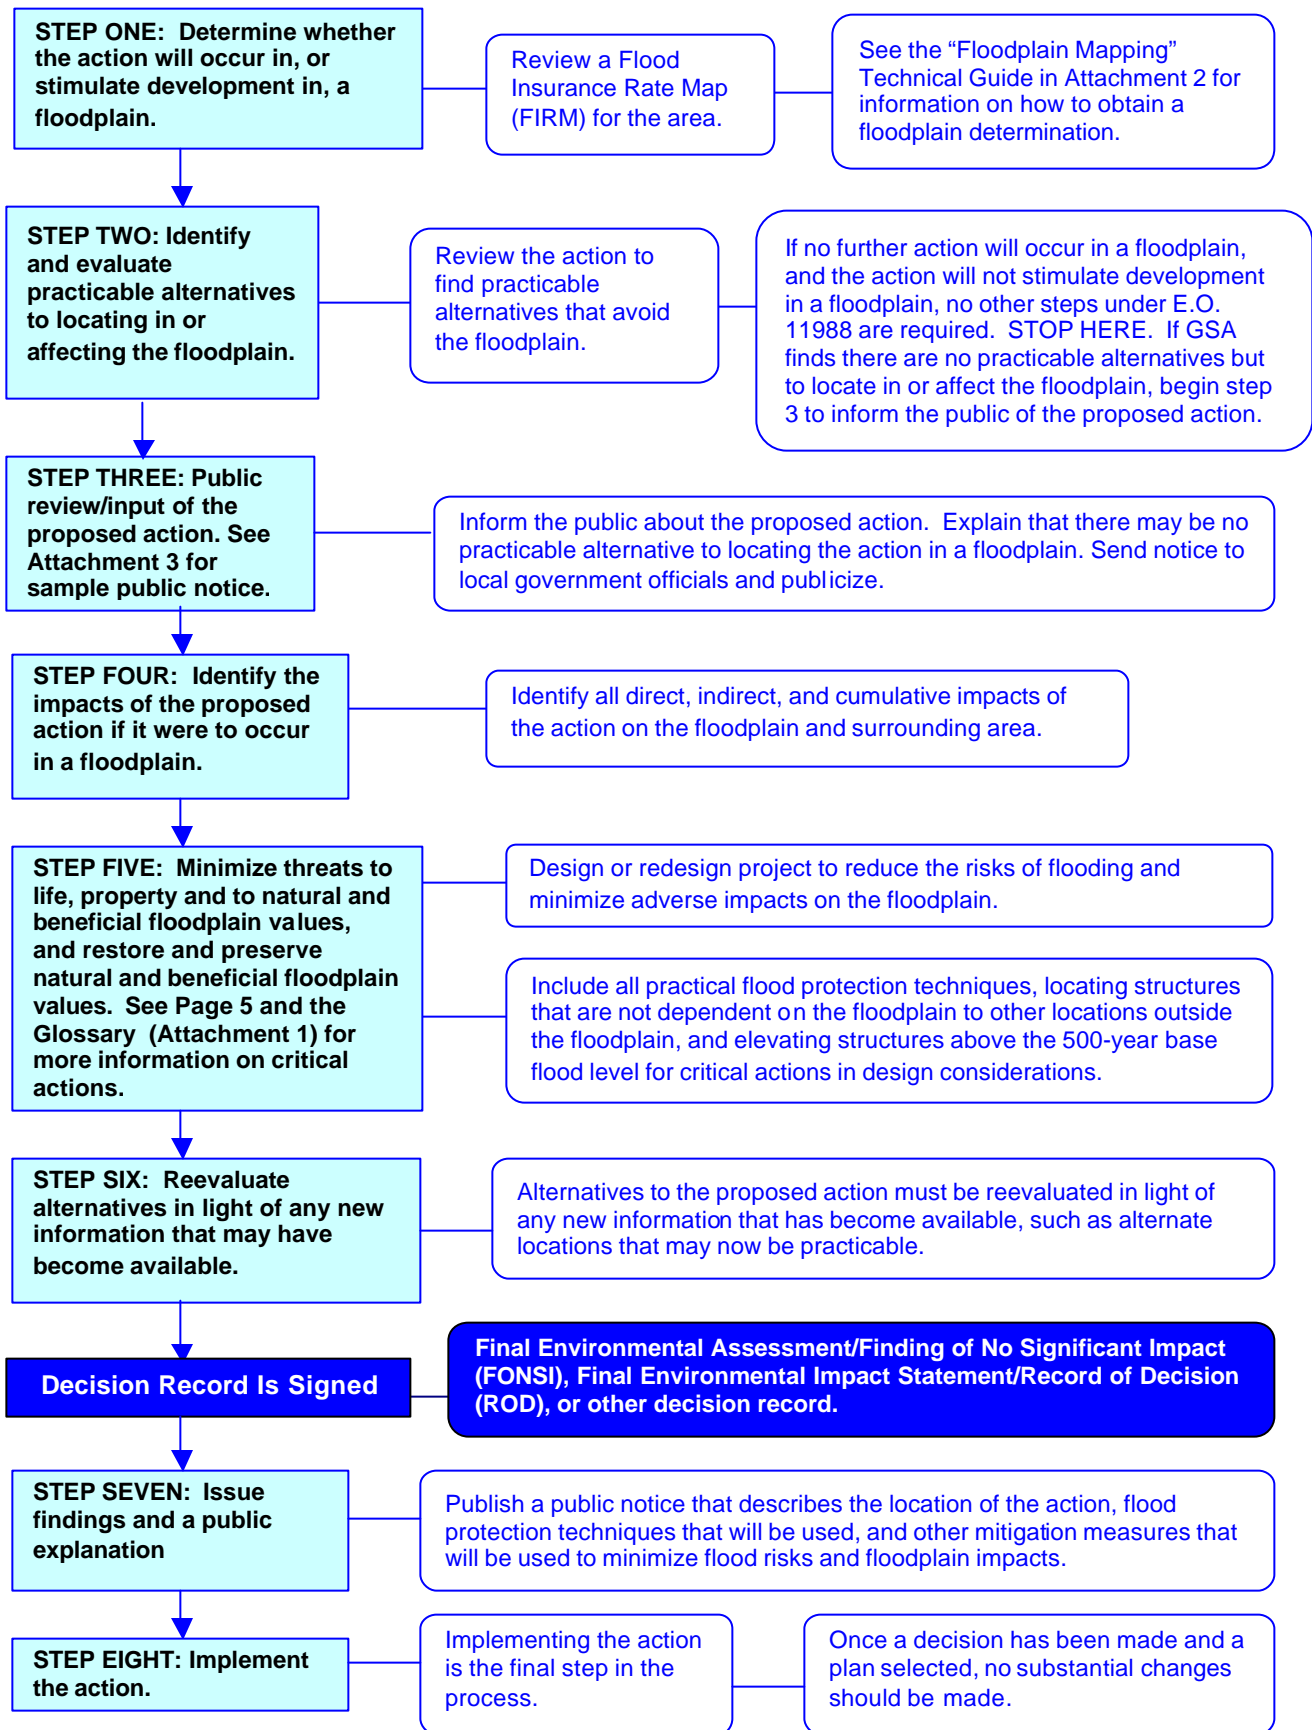 STEP ONE: Determine whether
the action will occur in, or
stimulate development in, a
floodplain.
Review a Flood
Insurance Rate Map
(FIRM) for the area.
See the “Floodplain Mapping”
Technical Guide in Attachment 2 for
information on how to obtain a
floodplain determination.
STEP TWO: Identify
and evaluate
practicable alternatives
to locating in or
affecting the floodplain.
Review the action to
find practicable
alternatives that avoid
the floodplain.
If no further action will occur in a floodplain,
and the action will not stimulate development
in a floodplain, no other steps under E.O.
11988 are required. STOP HERE. If GSA
finds there are no practicable alternatives but
to locate in or affect the floodplain, begin step
3 to inform the public of the proposed action.
STEP THREE: Public
review/input of the
proposed action. See
Attachment 3 for
sample public notice.
Inform the public about the proposed action. Explain that there may be no
practicable alternative to locating the action in a floodplain. Send notice to
local government officials and publicize.
STEP FOUR: Identify the
impacts of the proposed
action if it were to occur
in a floodplain.
Identify all direct, indirect, and cumulative impacts of
the action on the floodplain and surrounding area.
STEP FIVE: Minimize threats to
life, property and to natural and
beneficial floodplain values,
and restore and preserve
natural and beneficial floodplain
values. See Page 5 and the
Glossary (Attachment 1) for
more information on critical
actions.
Design or redesign project to reduce the risks of flooding and
minimize adverse impacts on the floodplain.
Include all practical flood protection techniques, locating structures
that are not dependent on the floodplain to other locations outside
the floodplain, and elevating structures above the 500-year base
flood level for critical actions in design considerations.
STEP SIX: Reevaluate
alternatives in light of any new
information that may have
become available.
Alternatives to the proposed action must be reevaluated in light of
any new information that has become available, such as alternate
locations that may now be practicable.
Decision Record Is Signed
Final Environmental Assessment/Finding of No Significant Impact
(FONSI), Final Environmental Impact Statement/Record of Decision
(ROD), or other decision record.
STEP SEVEN: Issue
findings and a public
explanation
Publish a public notice that describes the location of the action, flood
protection techniques that will be used, and other mitigation measures that
will be used to minimize flood risks and floodplain impacts.
STEP EIGHT: Implement
the action.
Implementing the action
is the final step in the
process.
Once a decision has been made and a
plan selected, no substantial changes
should be made.